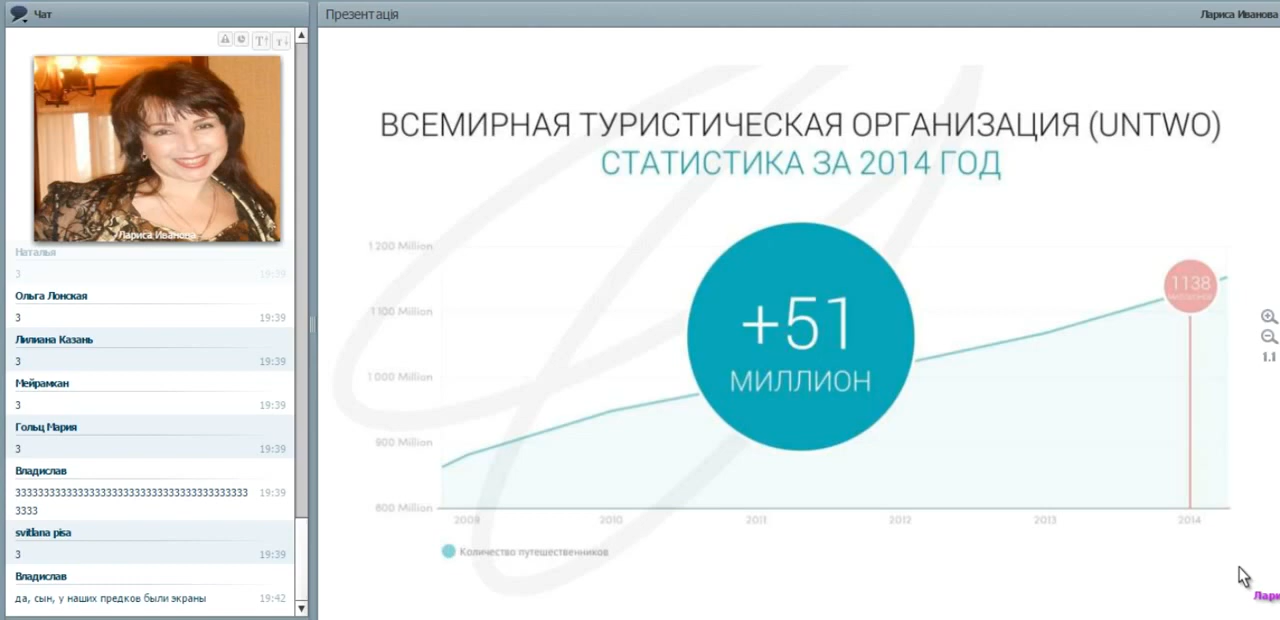 Чат
Лариса Иванова
Наталья
3 19:39
Ольга Лонская
3 19:39
Лилиана Казань
3 19:39
Мейрамкан
3 19:39
Гольц Мария
3 19:39
Владислав
3333333333333333333333333333333333333333 19:39
3333
svitlana pisa
3 19:39
Владислав
да, сын, у наших предков были экраны 19:42
Презентація
Лариса Иванова
ВСЕМИРНАЯ ТУРИСТИЧЕСКАЯ ОРГАНИЗАЦИЯ (UNTWO)
СТАТИСТИКА ЗА 2014 ГОД
1200 Million
1100 Million
1000 Million
900 Million
800 Million
+51
МИЛЛИОН
1138
2009 2010 2011 2012 2013 2014
Количество путешественников
1.1
Лари